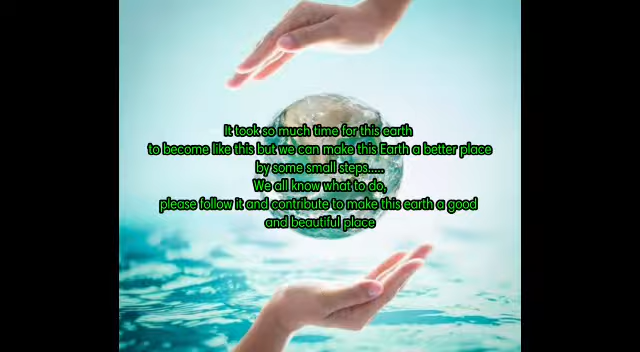 It took so much time for this earth
to become like this but we can make this Earth a better place
by some small steps.....
We all know what to do,
please follow it and contribute to make this earth a good
and beautiful place